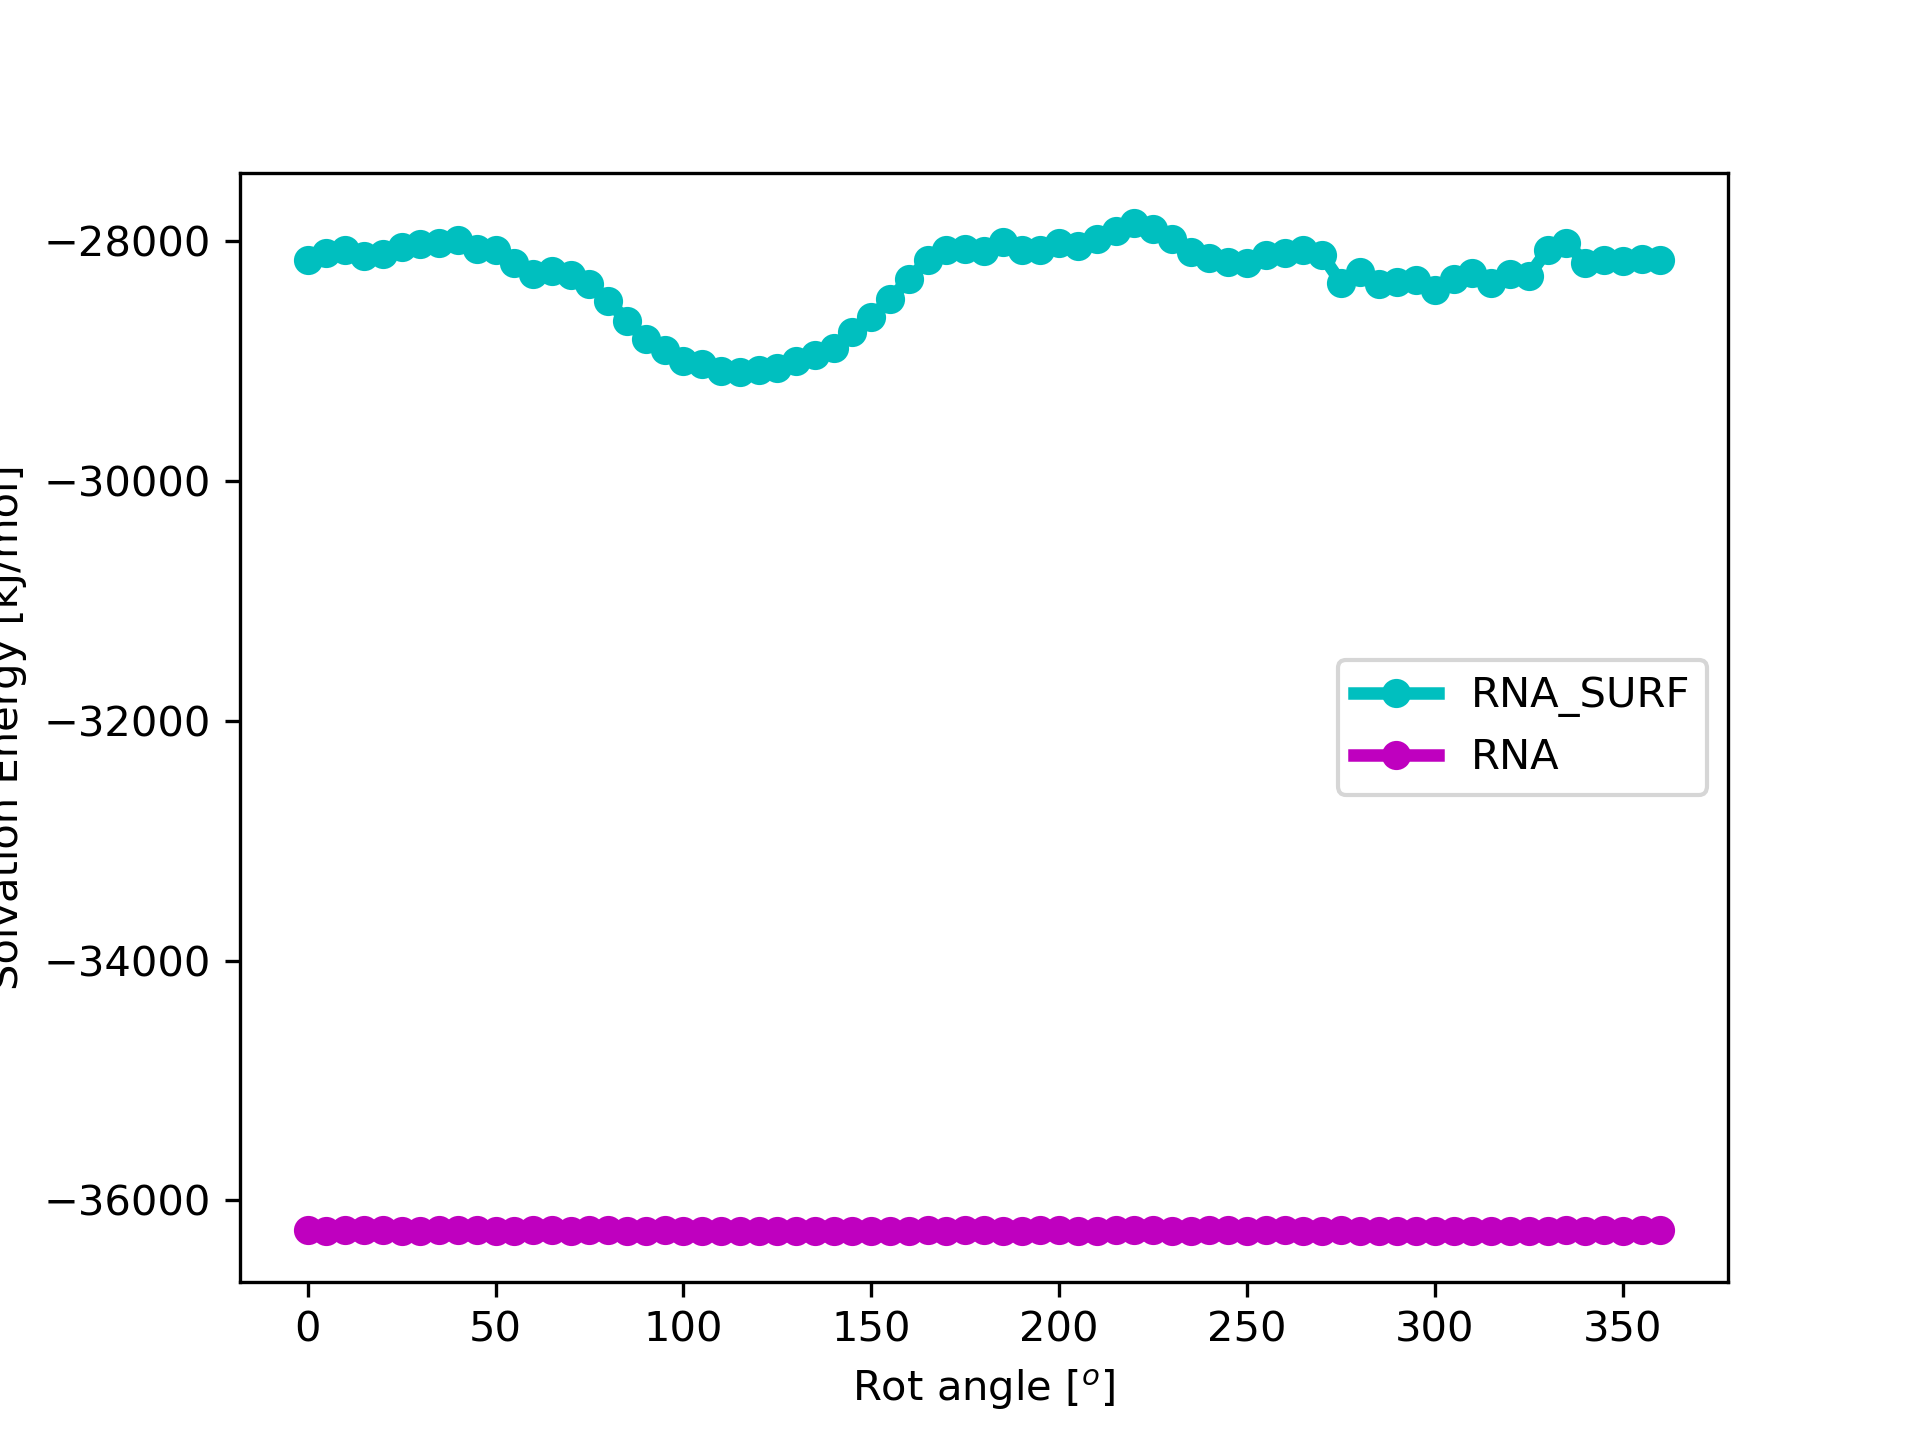 −28000
−30000
−32000
−34000
−36000
Solvation Energy [kJ/mol]
RNA_SURF
RNA
0 50 100 150 200 250 300 350
Rot angle [o]